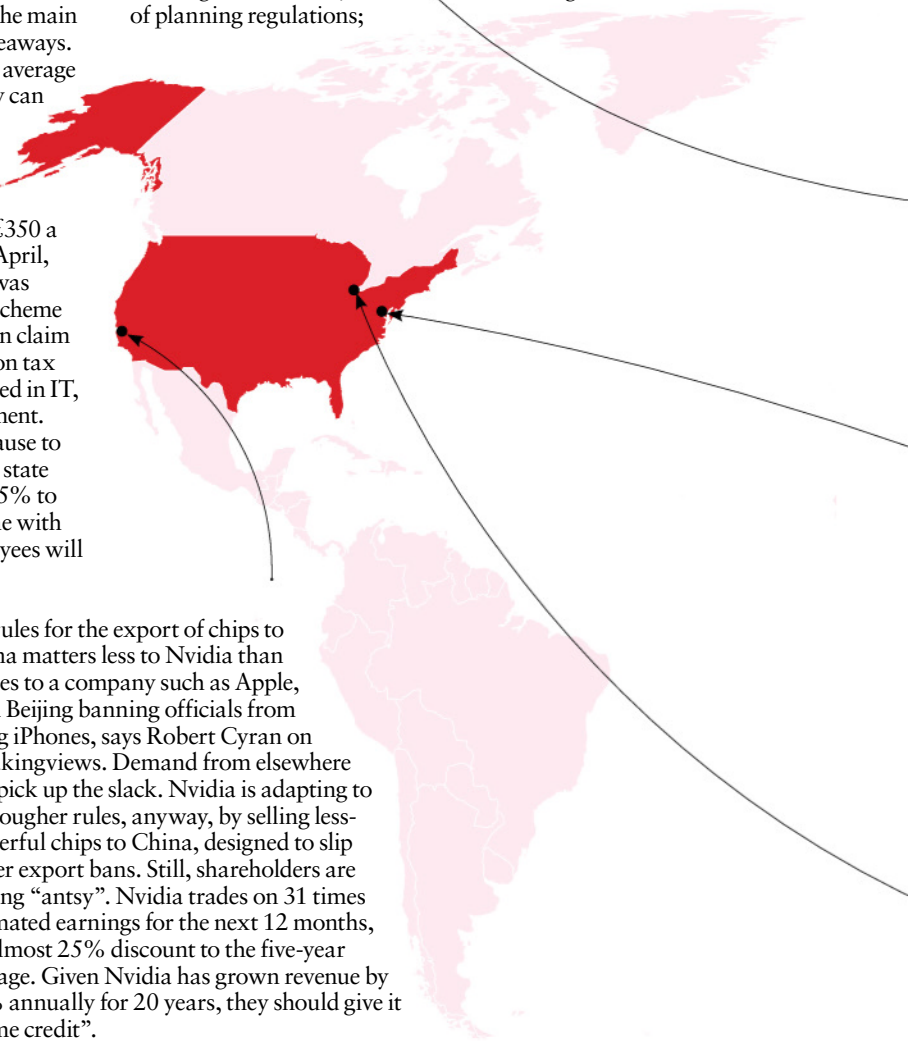 of planning regulations;
he main
eaways.
average
can
£350 a
April,
was
cheme
n claim
on tax
ed in IT,
ment.
ause to
state
5% to
e with
yees will
ules for the export of chips to
na matters less to Nvidia than
es to a company such as Apple,
Beijing banning officials from
g iPhones, says Robert Cyran on
kingviews. Demand from elsewhere
pick up the slack. Nvidia is adapting to
ougher rules, anyway, by selling less-
erful chips to China, designed to slip
er export bans. Still, shareholders are
ng “antsy”. Nvidia trades on 31 times
mated earnings for the next 12 months,
lmost 25% discount to the five-year
age. Given Nvidia has grown revenue by
annually for 20 years, they should give it
ne credit”.